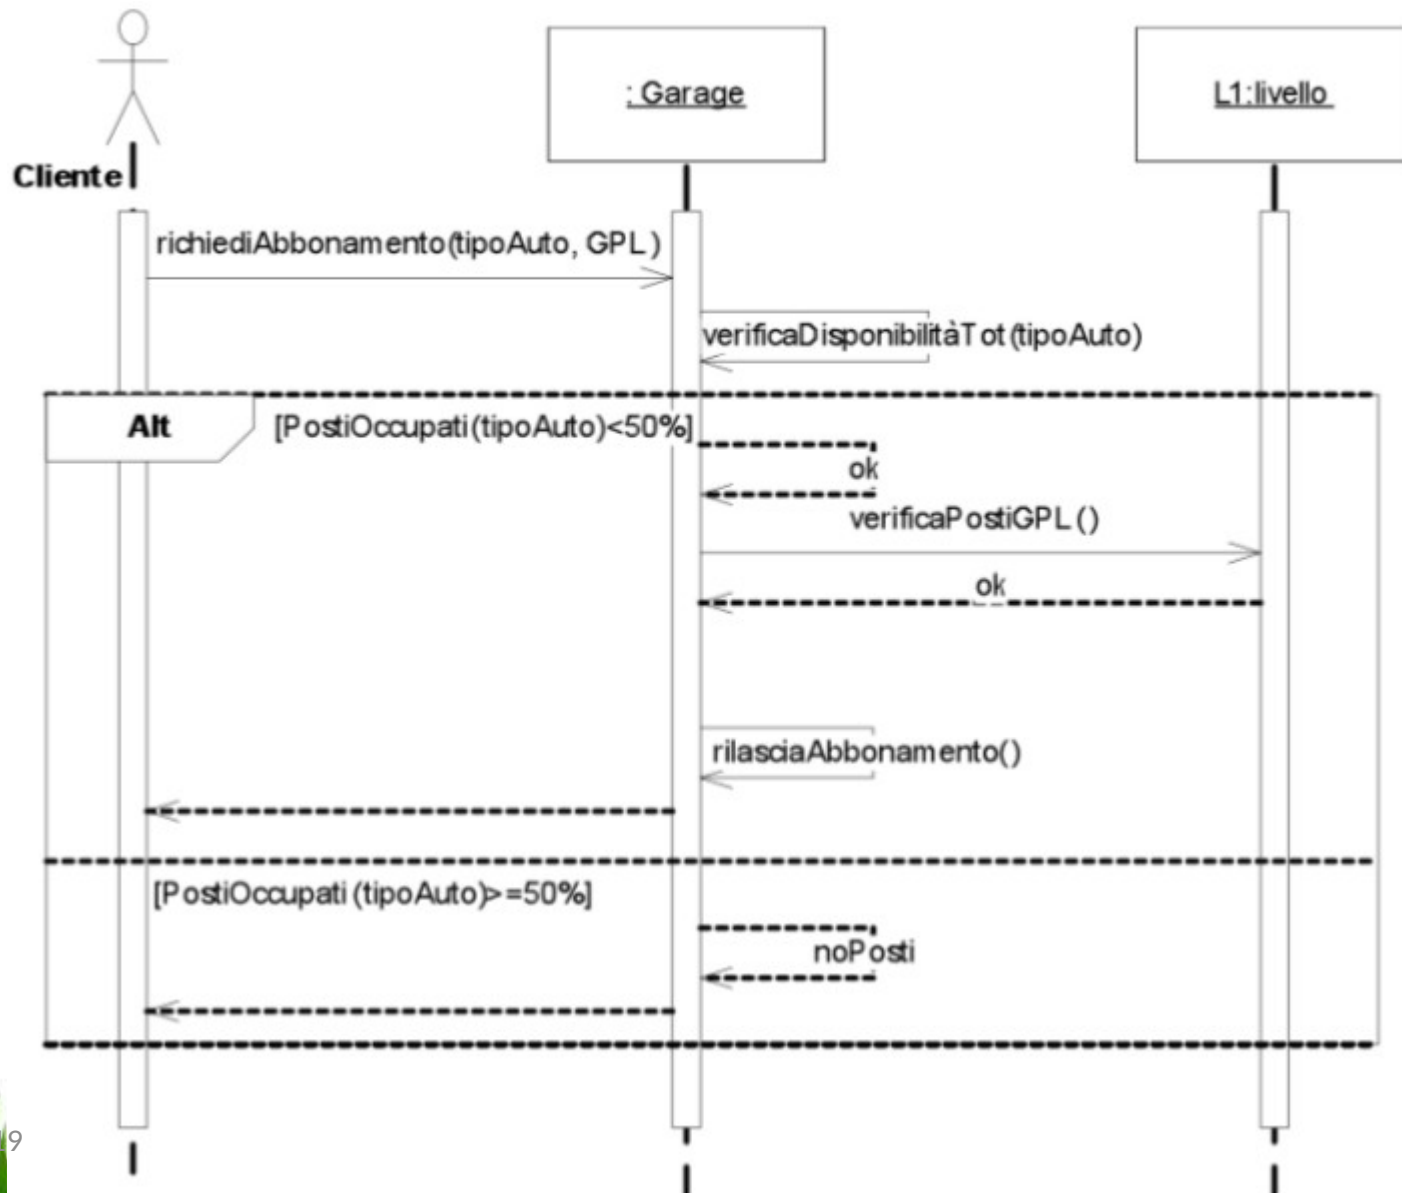 : Garage
L1:livello
Cliente
richiediAbbonamento(tipoAuto, GPL)
verificaDisponibilitàTot(tipoAuto)
Alt
[PostiOccupati(tipoAuto)<50%]
ok
verificaPostiGPL()
ok
rilasciaAbbonamento()
[PostiOccupati (tipoAuto)>=50%]
noPosti